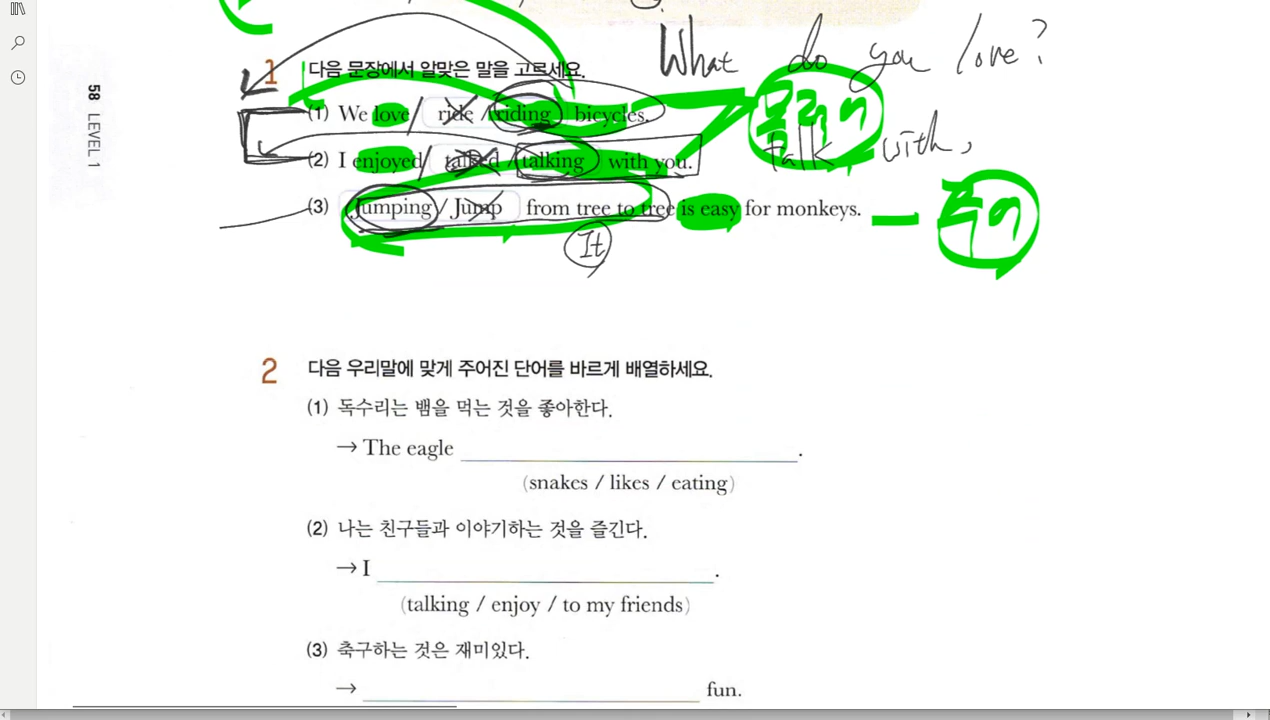 What do you love?
1 다음 문장에서 알맞은 말을 고르세요.
(1) We love / ride / riding bicycles.
목적어
(2) I enjoyed / talked / talking with you.
talk with,
(3) Jumping / Jump from tree to tree is easy for monkeys.
주어
It
58 LEVEL 1
2 다음 우리말에 맞게 주어진 단어를 바르게 배열하세요.
(1) 독수리는 뱀을 먹는 것을 좋아한다.
→ The eagle .
(snakes / likes / eating)
(2) 나는 친구들과 이야기하는 것을 즐긴다.
→ I .
(talking / enjoy / to my friends)
(3) 축구하는 것은 재미있다.
→ fun.